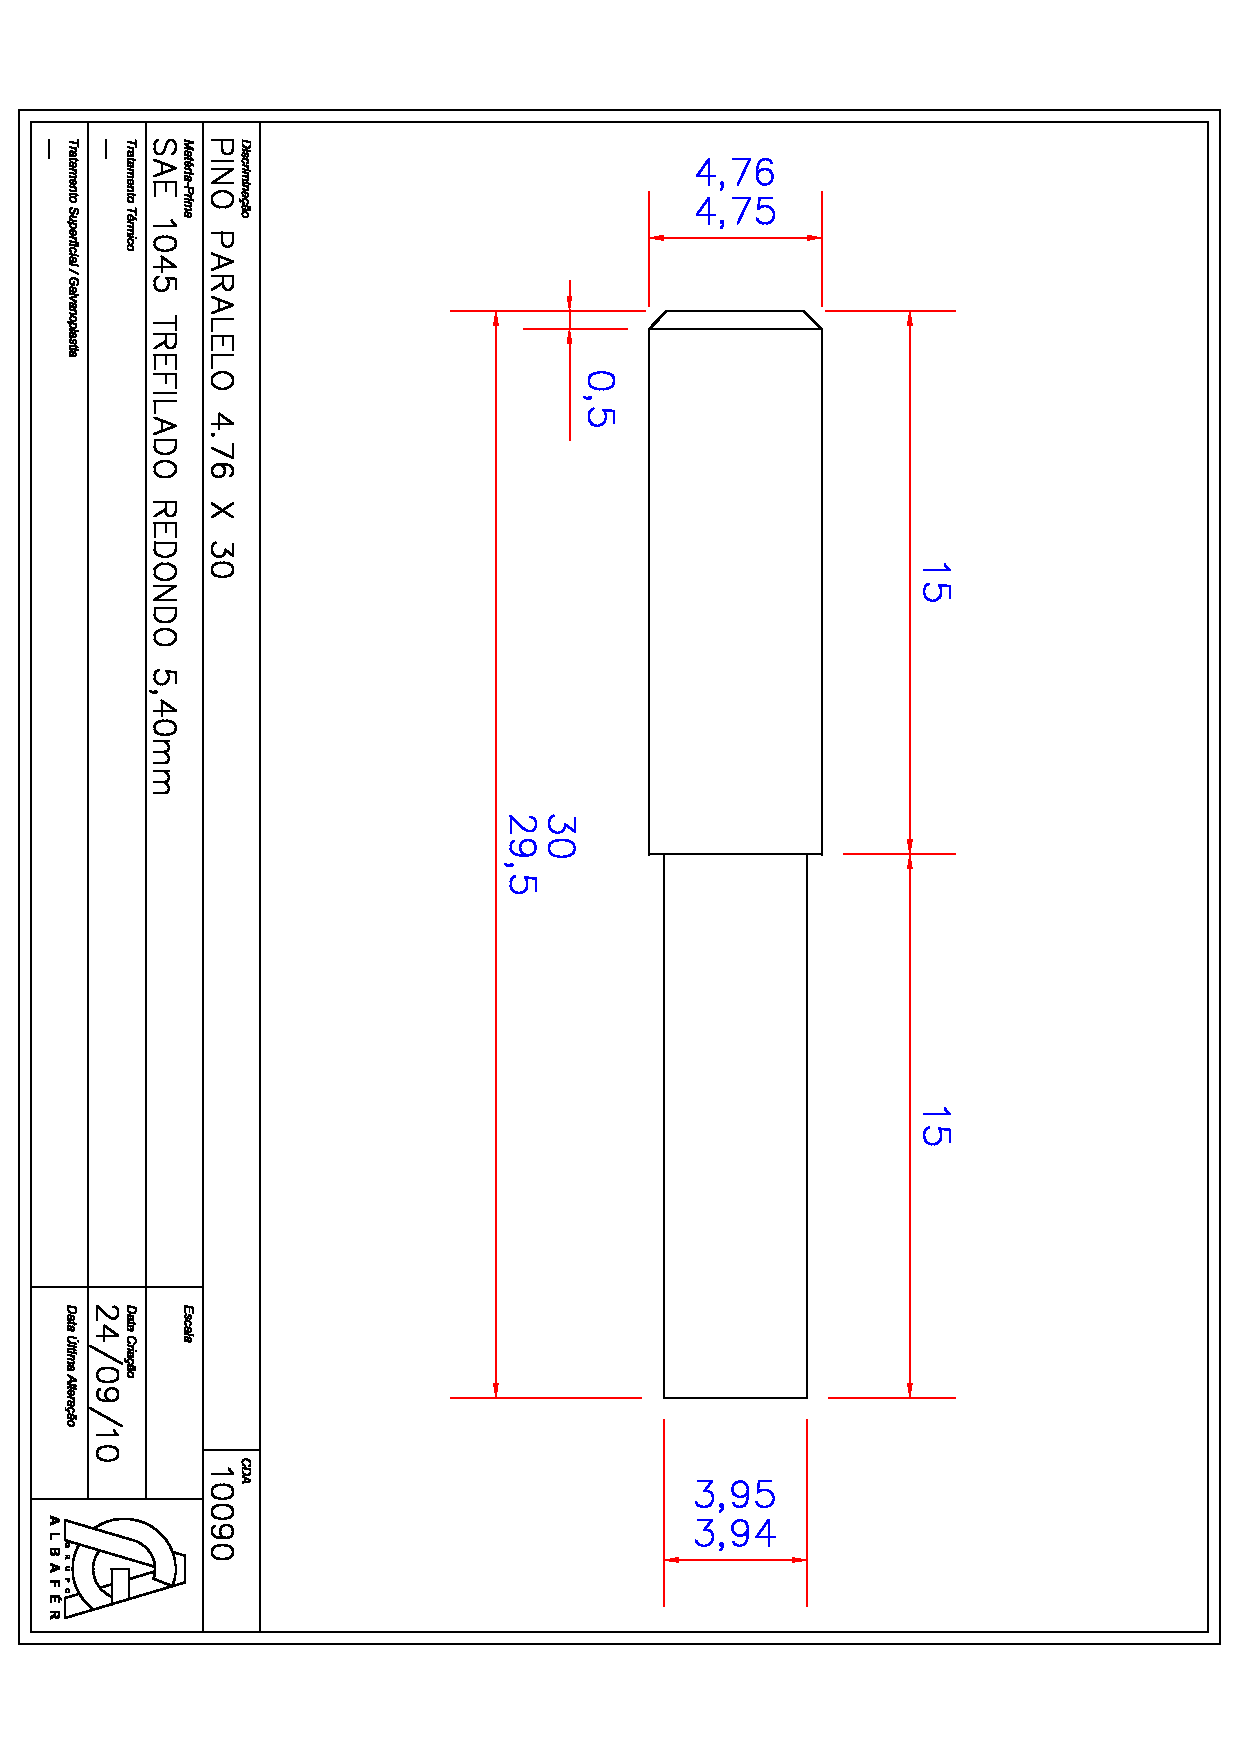 4,76
4,75
0,5
15
30
29,5
15
3,95
3,94
Discriminação
PINO PARALELO 4.76 X 30
CDA
10090
Matéria-Prima
SAE 1045 TREFILADO REDONDO 5,40mm
Escala
Tratamento Térmico
—
Data Criação
24/09/10
Tratamento Superficial / Galvanoplastia
—
Data Última Alteração
GRUPO
ALBAFÉR